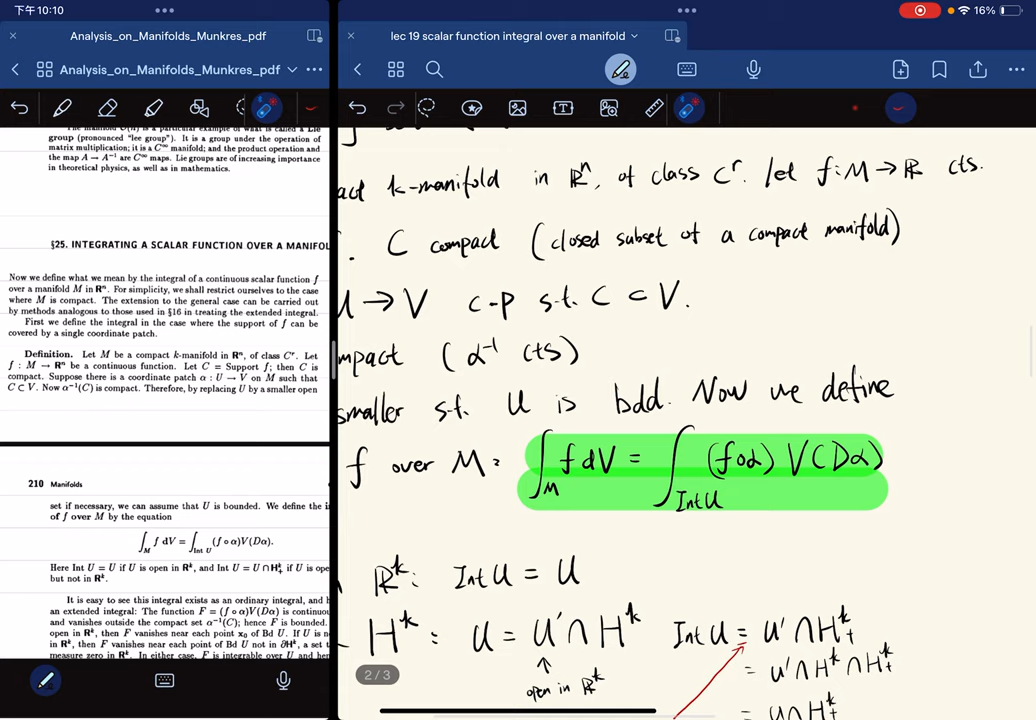 下午10:10
16%
Analysis_on_Manifolds_Munkres_pdf
Analysis_on_Manifolds_Munkres_pdf
group (pronounced "lee group"). It is a group under the operation of
matrix multiplication; it is a C∞ manifold; and the product operation and
the map A → A⁻¹ are C∞ maps. Lie groups are of increasing importance
in theoretical physics, as well as in mathematics.
§25. INTEGRATING A SCALAR FUNCTION OVER A MANIFO
Now we define what we mean by the integral of a continuous scalar function f
over a manifold M in Rⁿ. For simplicity, we shall restrict ourselves to the case
where M is compact. The extension to the general case can be carried out
by methods analogous to those used in §16 in treating the extended integral.
First we define the integral in the case where the support of f can be
covered by a single coordinate patch.
Definition. Let M be a compact k-manifold in Rⁿ, of class Cʳ. Let
f : M → Rⁿ be a continuous function. Let C = Support f; then C is
compact. Suppose there is a coordinate patch α : U → V on M such that
C ⊂ V. Now α⁻¹(C) is compact. Therefore, by replacing U by a smaller open
210 Manifolds
set if necessary, we can assume that U is bounded. We define the i
of f over M by the equation
∫_M f dV = ∫_Int U (f ∘ α)V(Dα).
Here Int U = U if U is open in Rᵏ, and Int U = U ∩ Hᵏ₊ if U is ope
but not in Rᵏ.
It is easy to see this integral exists as an ordinary integral, and h
an extended integral: The function F = (f ∘ α)V(Dα) is continuou
and vanishes outside the compact set α⁻¹(C); hence F is bounded.
open in Rᵏ, then F vanishes near each point x₀ of Bd U. If U is n
in Rᵏ, then F vanishes near each point of Bd U not in ∂Hᵏ, a set
measure zero in Rᵏ. In either case, F is integrable over U and her
lec 19 scalar function integral over a manifold
act k-manifold in ℝⁿ, of class Cʳ. let f: M → ℝ cts.
. C compact (closed subset of a compact manifold)
U → V c-p s.t. C ⊂ V.
mpact (α⁻¹ cts)
smaller s.t. U is bdd. Now we define
f over M: ∫_M f dV = ∫_Int U (f∘α) V(Dα)
ℝᵏ: Int U = U
Hᵏ: U = U' ∩ Hᵏ Int U = U' ∩ Hᵏ₊
↑ = U' ∩ Hᵏ ∩ Hᵏ₊
open in ℝᵏ
= U ∩ Hᵏ₊
2/3